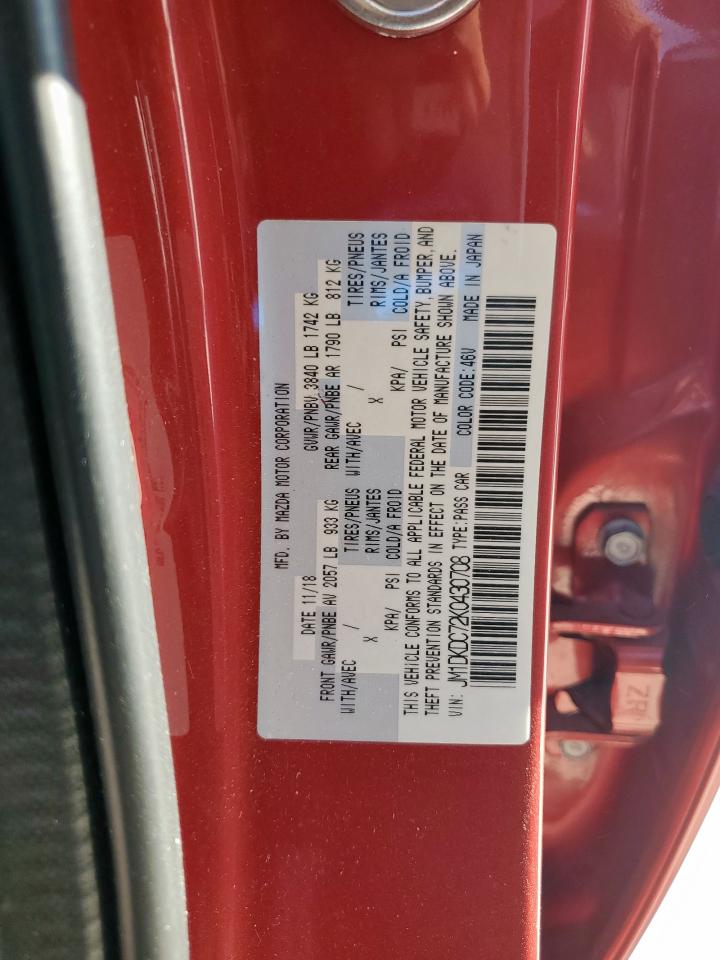 MFD. BY MAZDA MOTOR CORPORATION
DATE 11/18 GVWR/PNBV 3840 LB 1742 KG
FRONT GAWR/PNBE AV 2057 LB 933 KG REAR GAWR/PNBE AR 1790 LB 812 KG
WITH/AVEC / TIRES/PNEUS WITH/AVEC / TIRES/PNEUS
X RIMS/JANTES X RIMS/JANTES
KPA/ PSI COLD/A FROID KPA/ PSI COLD/A FROID
THIS VEHICLE CONFORMS TO ALL APPLICABLE FEDERAL MOTOR VEHICLE SAFETY, BUMPER, AND
THEFT PREVENTION STANDARDS IN EFFECT ON THE DATE OF MANUFACTURE SHOWN ABOVE.
VIN: JM1DKDC72K0430708 TYPE:PASS CAR COLOR CODE:46V MADE IN JAPAN